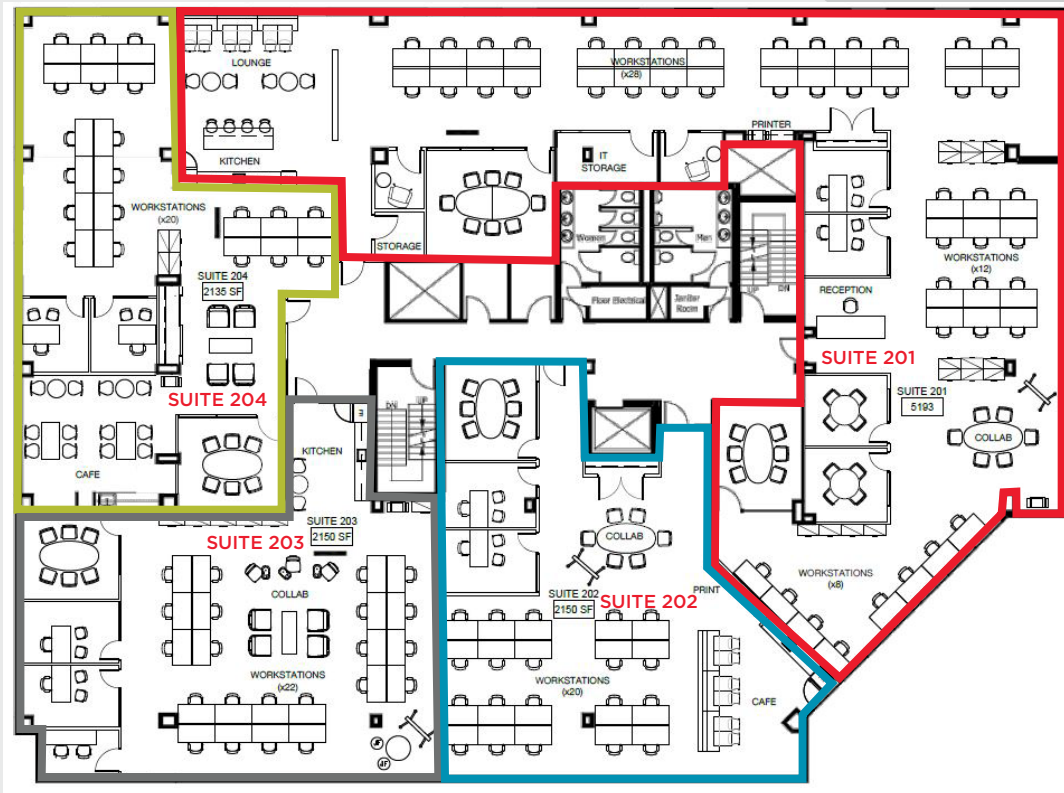 LOUNGE
WORKSTATIONS
(x28)
PRINTER
KITCHEN
IT
STORAGE
WORKSTATIONS
(x20)
Women
Men
STORAGE
WORKSTATIONS
(x12)
SUITE 204
2135 SF
Floor Electrical
Janitor
Room
UP
DN
RECEPTION
SUITE 201
SUITE 204
SUITE 201
5193
DN
UP
COLLAB
KITCHEN
CAFE
SUITE 203
2150 SF
SUITE 203
COLLAB
COLLAB
WORKSTATIONS
(x8)
SUITE 202
2150 SF
SUITE 202
PRINT
WORKSTATIONS
(x22)
WORKSTATIONS
(x20)
CAFE